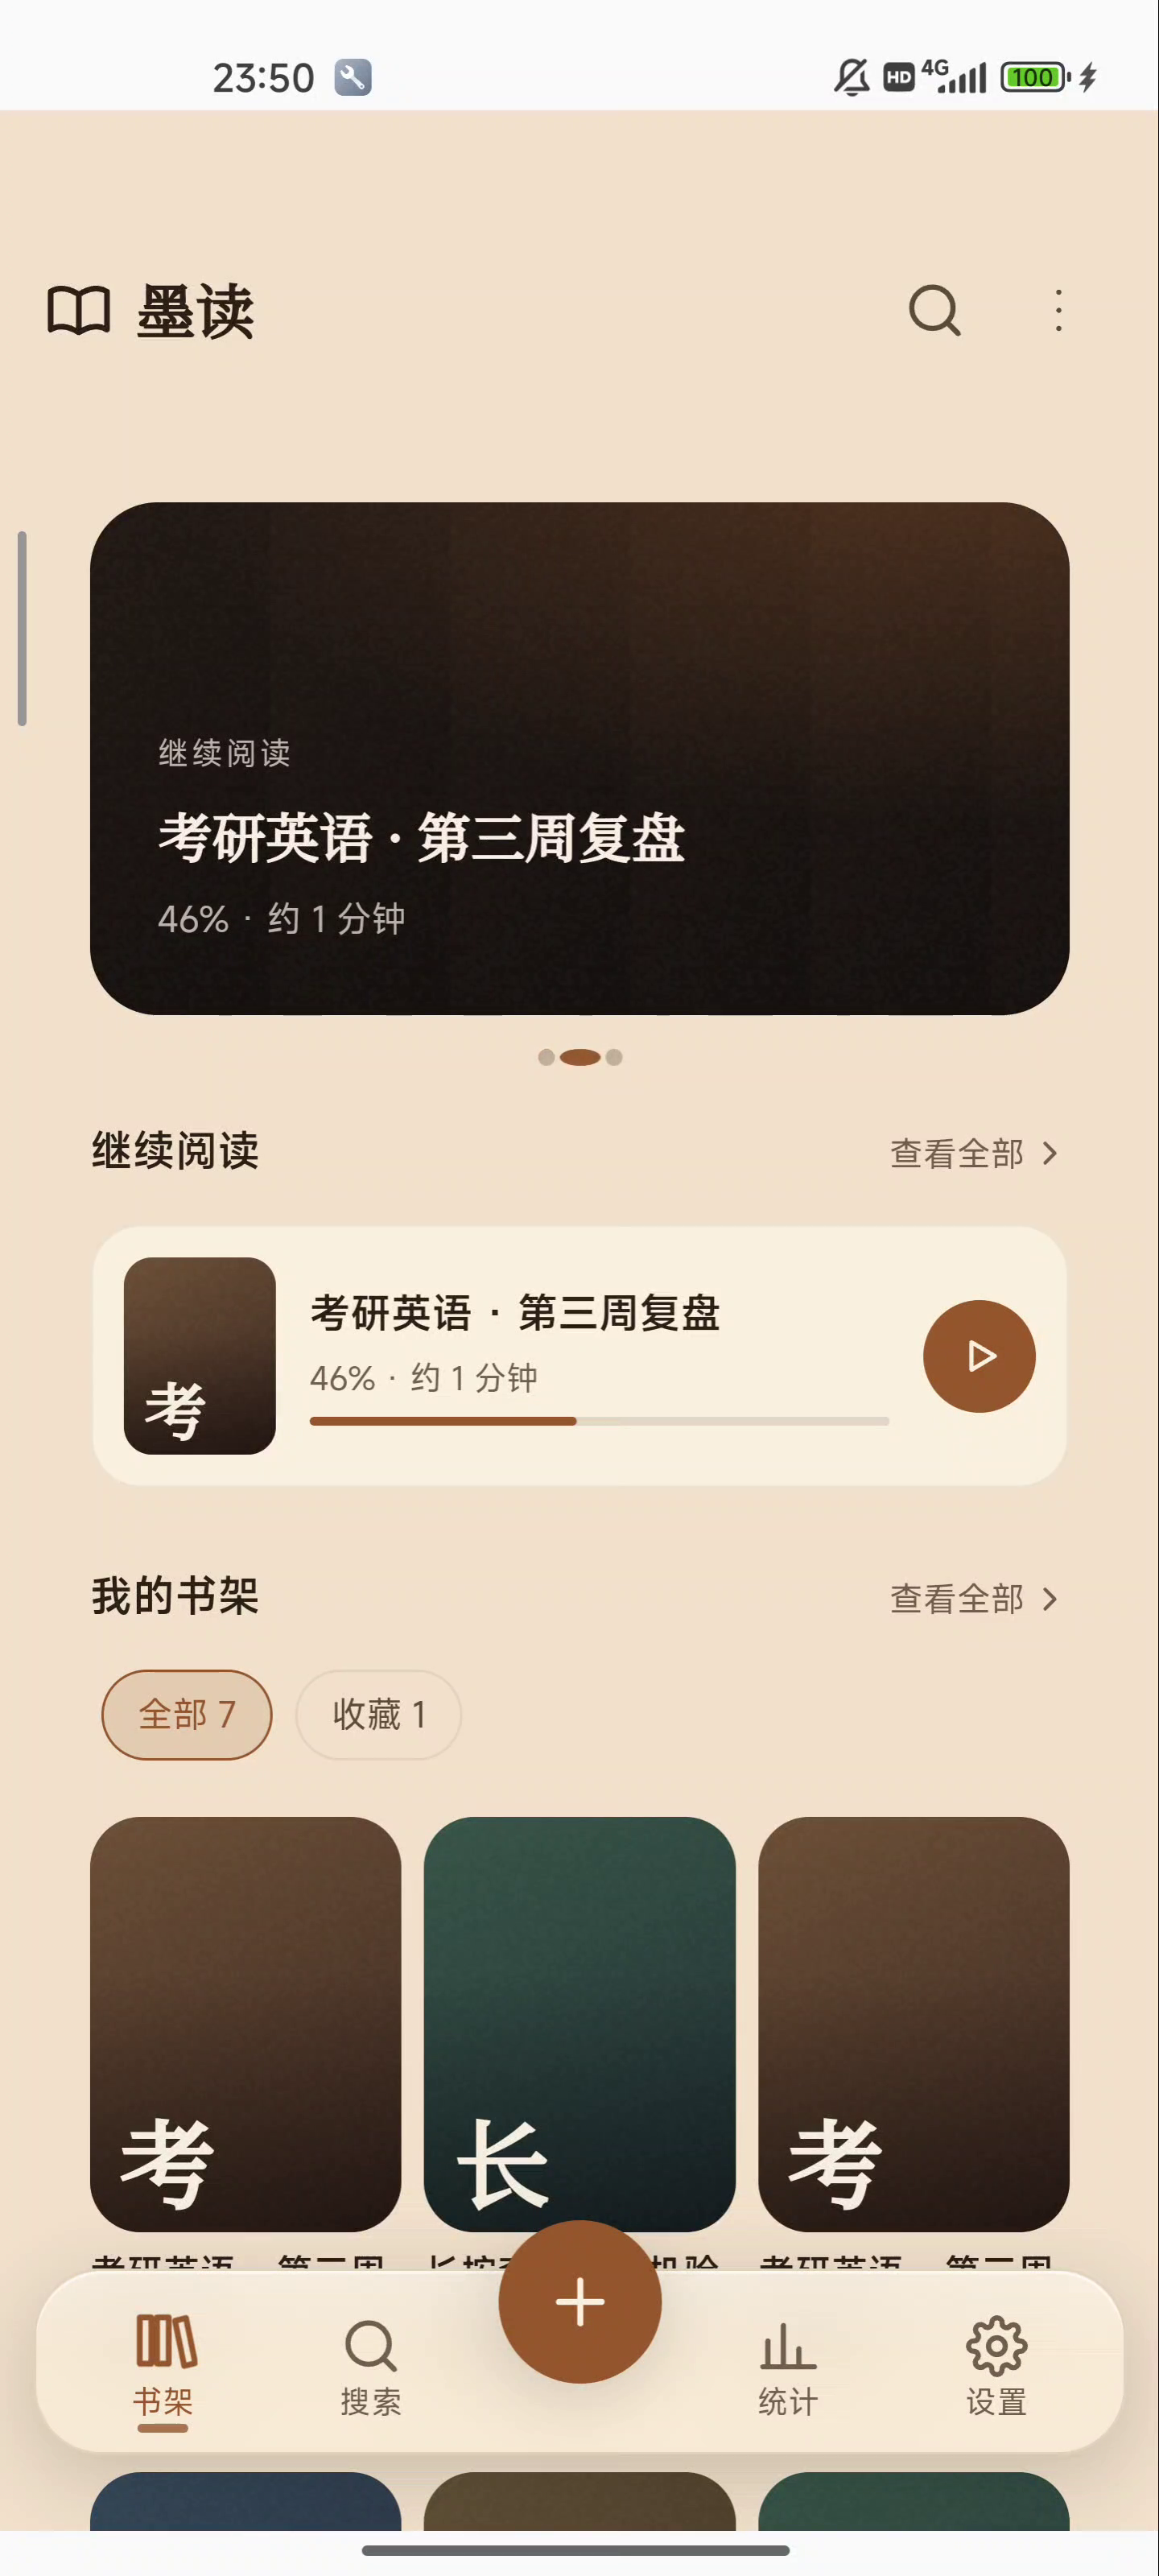 23:50
HD 4G 100
墨读
继续阅读
考研英语 · 第三周复盘
46% · 约 1 分钟
继续阅读
查看全部
考
考研英语 · 第三周复盘
46% · 约 1 分钟
我的书架
查看全部
全部 7
收藏 1
考
长
考
书架
搜索
统计
设置